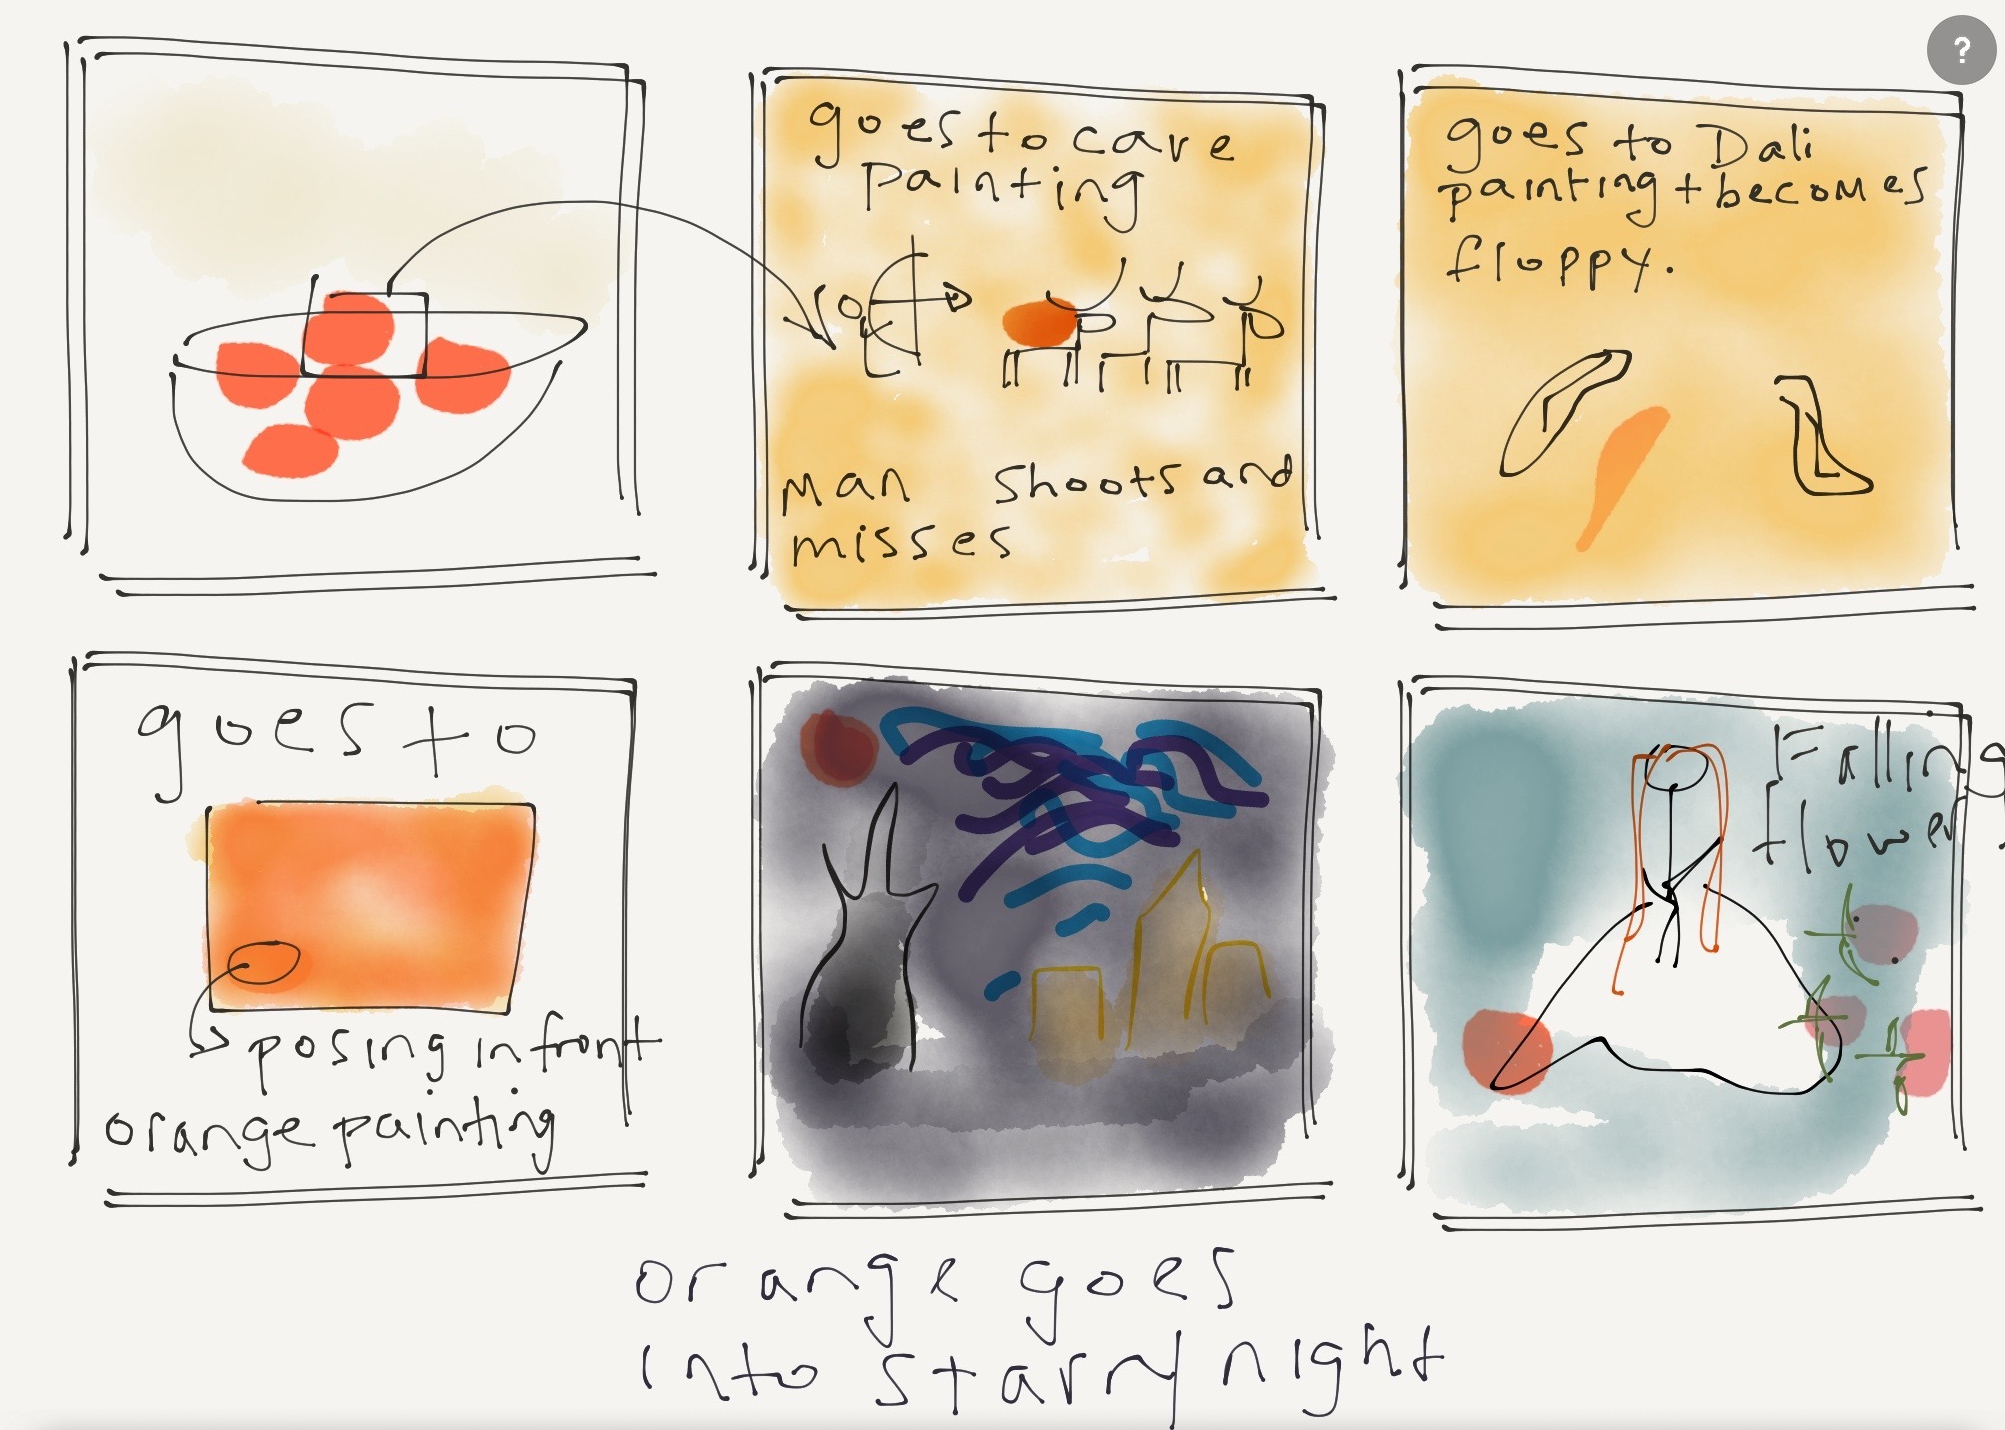 goes to cave
painting
man shoots and
misses
goes to Dali
painting + becomes
floppy.
goes to
posing in front
orange painting
Falling
flower
orange goes
into starry night
?